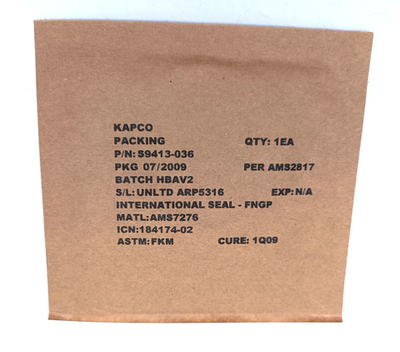 KAPCO
PACKING QTY: 1EA
P/N: S9413-036
PKG 07/2009 PER AMS2817
BATCH HBAV2
S/L: UNLTD ARP5316 EXP: N/A
INTERNATIONAL SEAL - FNGP
MATL: AMS7276
ICN: 184174-02
ASTM: FKM CURE: 1Q09